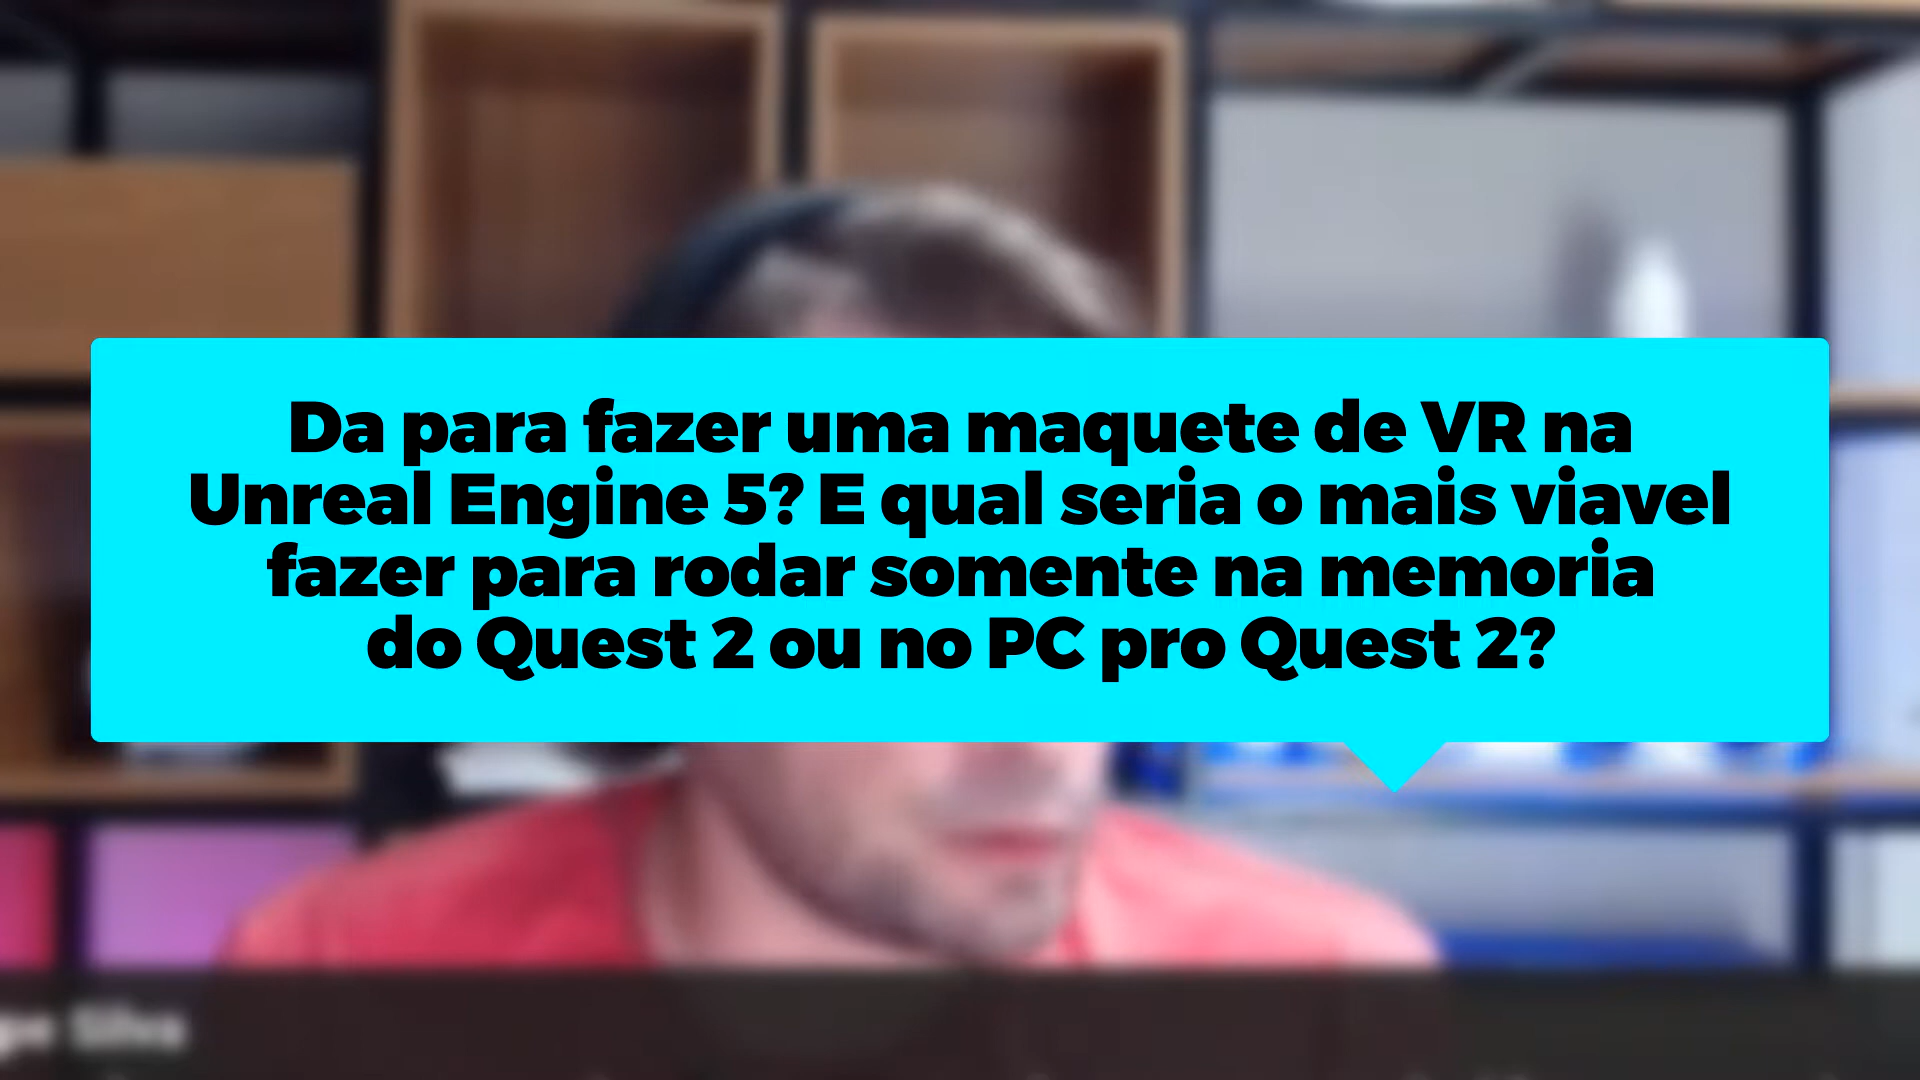 Da para fazer uma maquete de VR na
Unreal Engine 5? E qual seria o mais viavel
fazer para rodar somente na memoria
do Quest 2 ou no PC pro Quest 2?
Silva